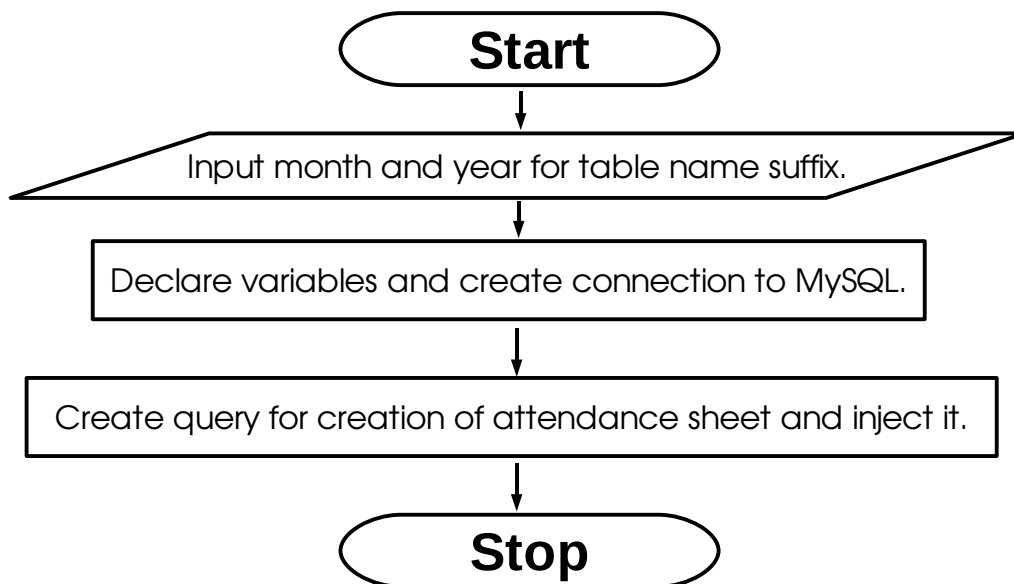 Start
Input month and year for table name suffix.
Declare variables and create connection to MySQL.
Create query for creation of attendance sheet and inject it.
Stop